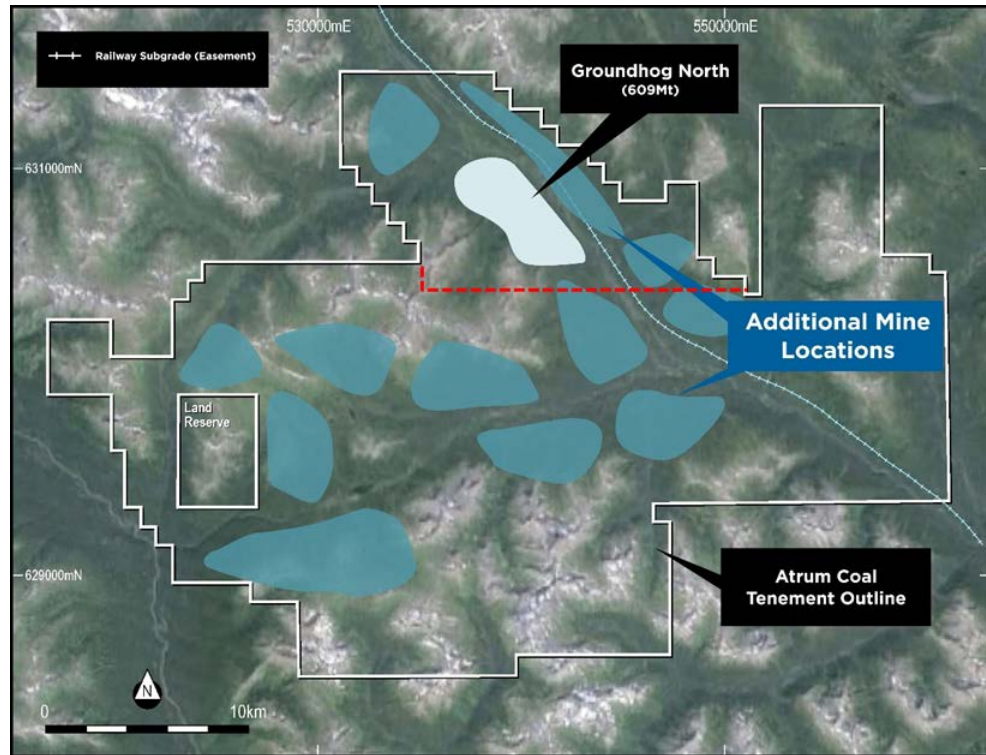 530000mE
550000mE
Railway Subgrade (Easement)
Groundhog North
(609Mt)
631000mN
Additional Mine
Locations
Land
Reserve
629000mN
Atrum Coal
Tenement Outline
N
0
10km